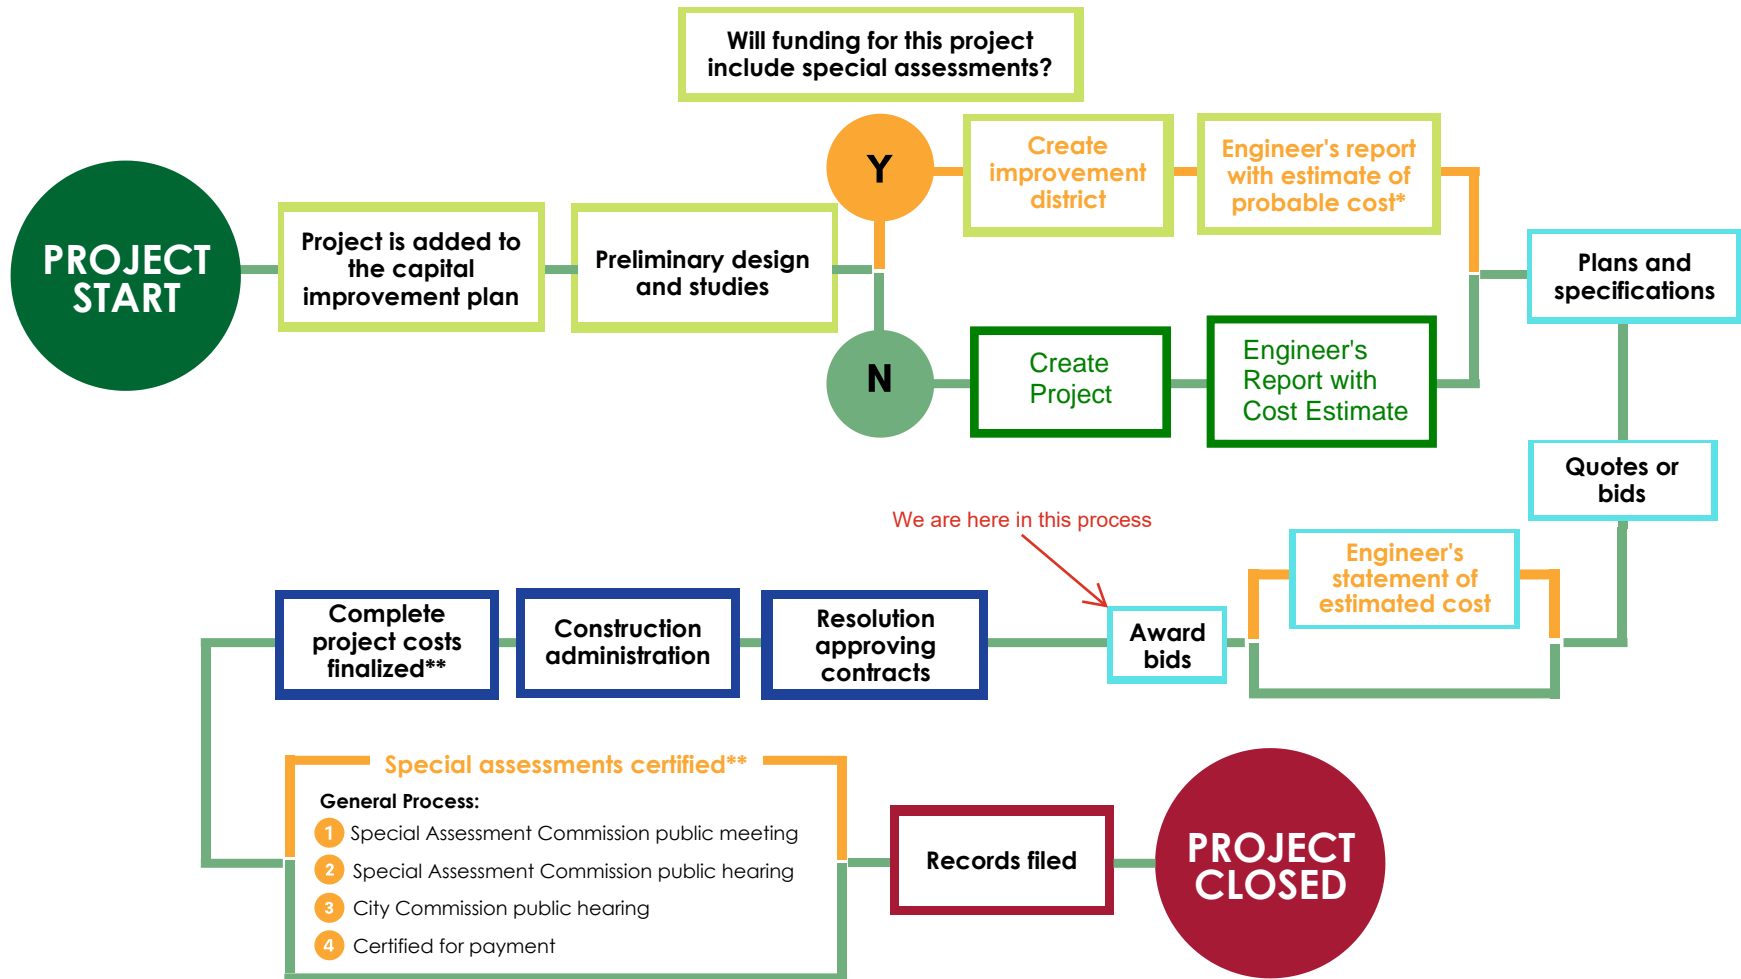 Will funding for this project
include special assessments?
PROJECT
START
Project is added to
the capital
improvement plan
Preliminary design
and studies
Y
Create
improvement
district
Engineer's report
with estimate of
probable cost*
N
Create
Project
Engineer's
Report with
Cost Estimate
Plans and
specifications
Quotes or
bids
Engineer's
statement of
estimated cost
We are here in this process
Award
bids
Resolution
approving
contracts
Construction
administration
Complete
project costs
finalized**
Special assessments certified**
General Process:
1 Special Assessment Commission public meeting
2 Special Assessment Commission public hearing
3 City Commission public hearing
4 Certified for payment
Records filed
PROJECT
CLOSED